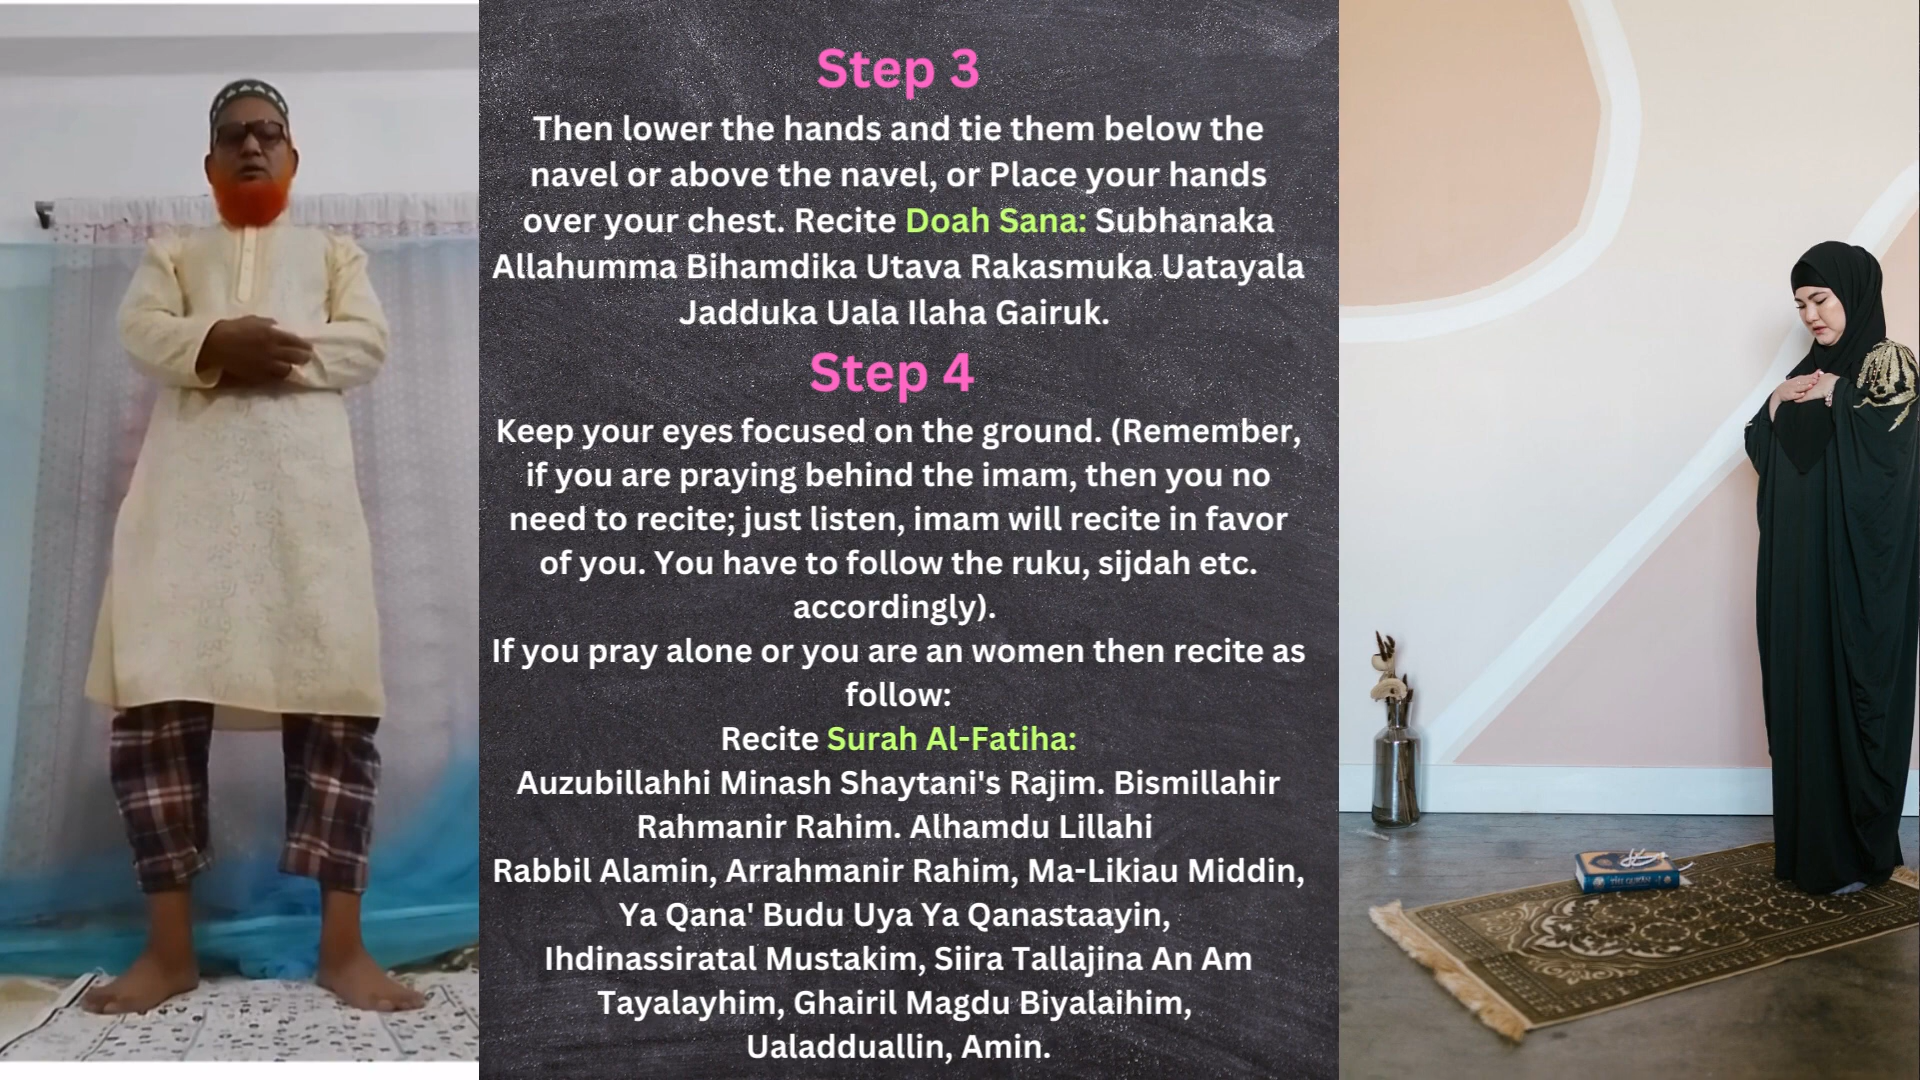 Step 3
Then lower the hands and tie them below the
navel or above the navel, or Place your hands
over your chest. Recite Doah Sana: Subhanaka
Allahumma Bihamdika Utava Rakasmuka Uatayala
Jadduka Uala Ilaha Gairuk.
Step 4
Keep your eyes focused on the ground. (Remember,
if you are praying behind the imam, then you no
need to recite; just listen, imam will recite in favor
of you. You have to follow the ruku, sijdah etc.
accordingly).
If you pray alone or you are an women then recite as
follow:
Recite Surah Al-Fatiha:
Auzubillahhi Minash Shaytani's Rajim. Bismillahir
Rahmanir Rahim. Alhamdu Lillahi
Rabbil Alamin, Arrahmanir Rahim, Ma-Likiau Middin,
Ya Qana' Budu Uya Ya Qanastaayin,
Ihdinassiratal Mustakim, Siira Tallajina An Am
Tayalayhim, Ghairil Magdu Biyalaihim,
Ualadduallin, Amin.